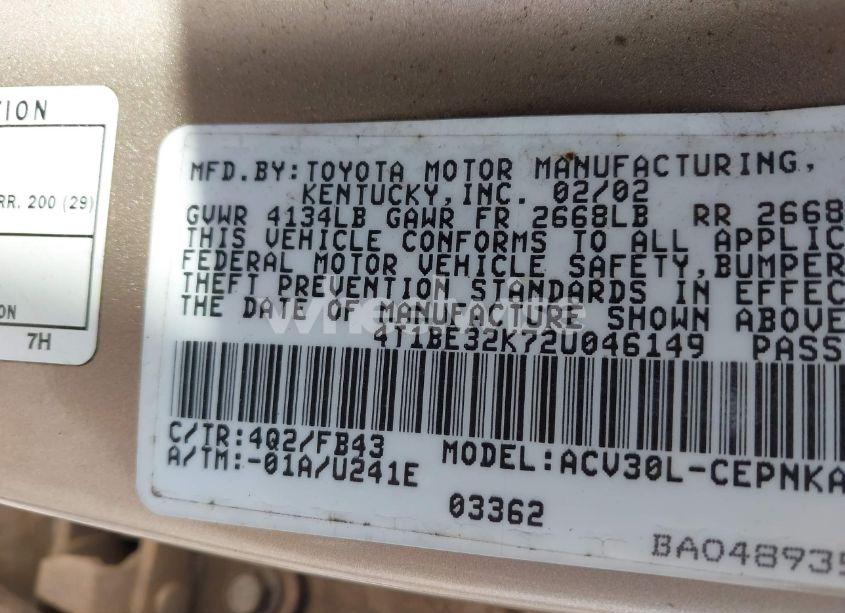 TION
RR. 200 (29)
ON
7H
MFD.BY:TOYOTA MOTOR MANUFACTURING,
KENTUCKY,INC. 02/02
GVWR 4134LB GAWR FR 2668LB RR 2668
THIS VEHICLE CONFORMS TO ALL APPLIC
FEDERAL MOTOR VEHICLE SAFETY,BUMPER
THEFT PREVENTION STANDARDS IN EFFEC
THE DATE OF MANUFACTURE SHOWN ABOVE
4T1BE32K72U046149 PASS
C/TR:4Q2/FB43 MODEL:ACV30L-CEPNKA
A/TM:-01A/U241E
03362
BA048935